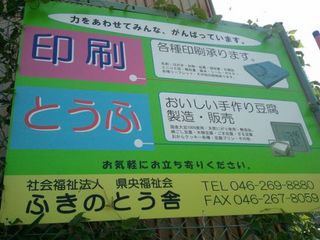 力をあわせてみんな、がんばっています。
印刷
各種印刷承ります。
とうふ
おいしい手作り豆腐
製造・販売
お気軽にお立ち寄りください。
社会福祉法人 県央福祉会
ふきのとう舎
TEL 046-269-8880
FAX 046-267-8059